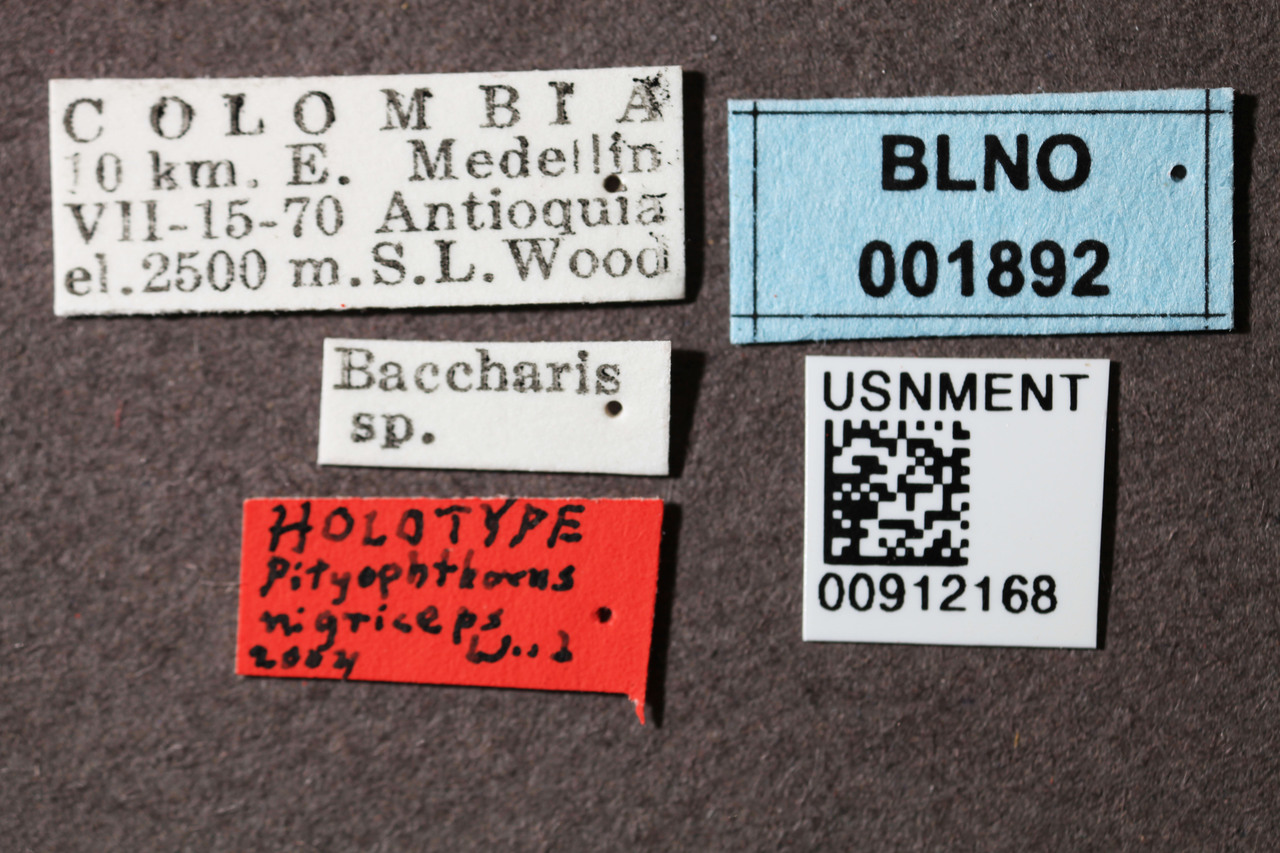 COLOMBIA
10 km. E. Medellin
VII-15-70 Antioquia
el. 2500 m. S.L. Wood
Baccharis
sp.
HOLOTYPE
Pityophthorus
nigriceps
2004 Wood
BLNO
001892
USNMENT
00912168